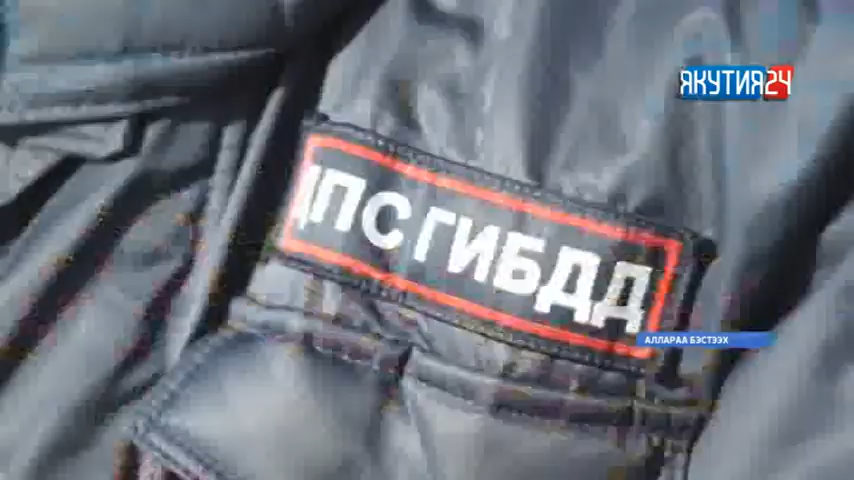 ЯКУТИЯ24
ДПС ГИБДД
АЛЛАРАА БЭСТЭЭХ